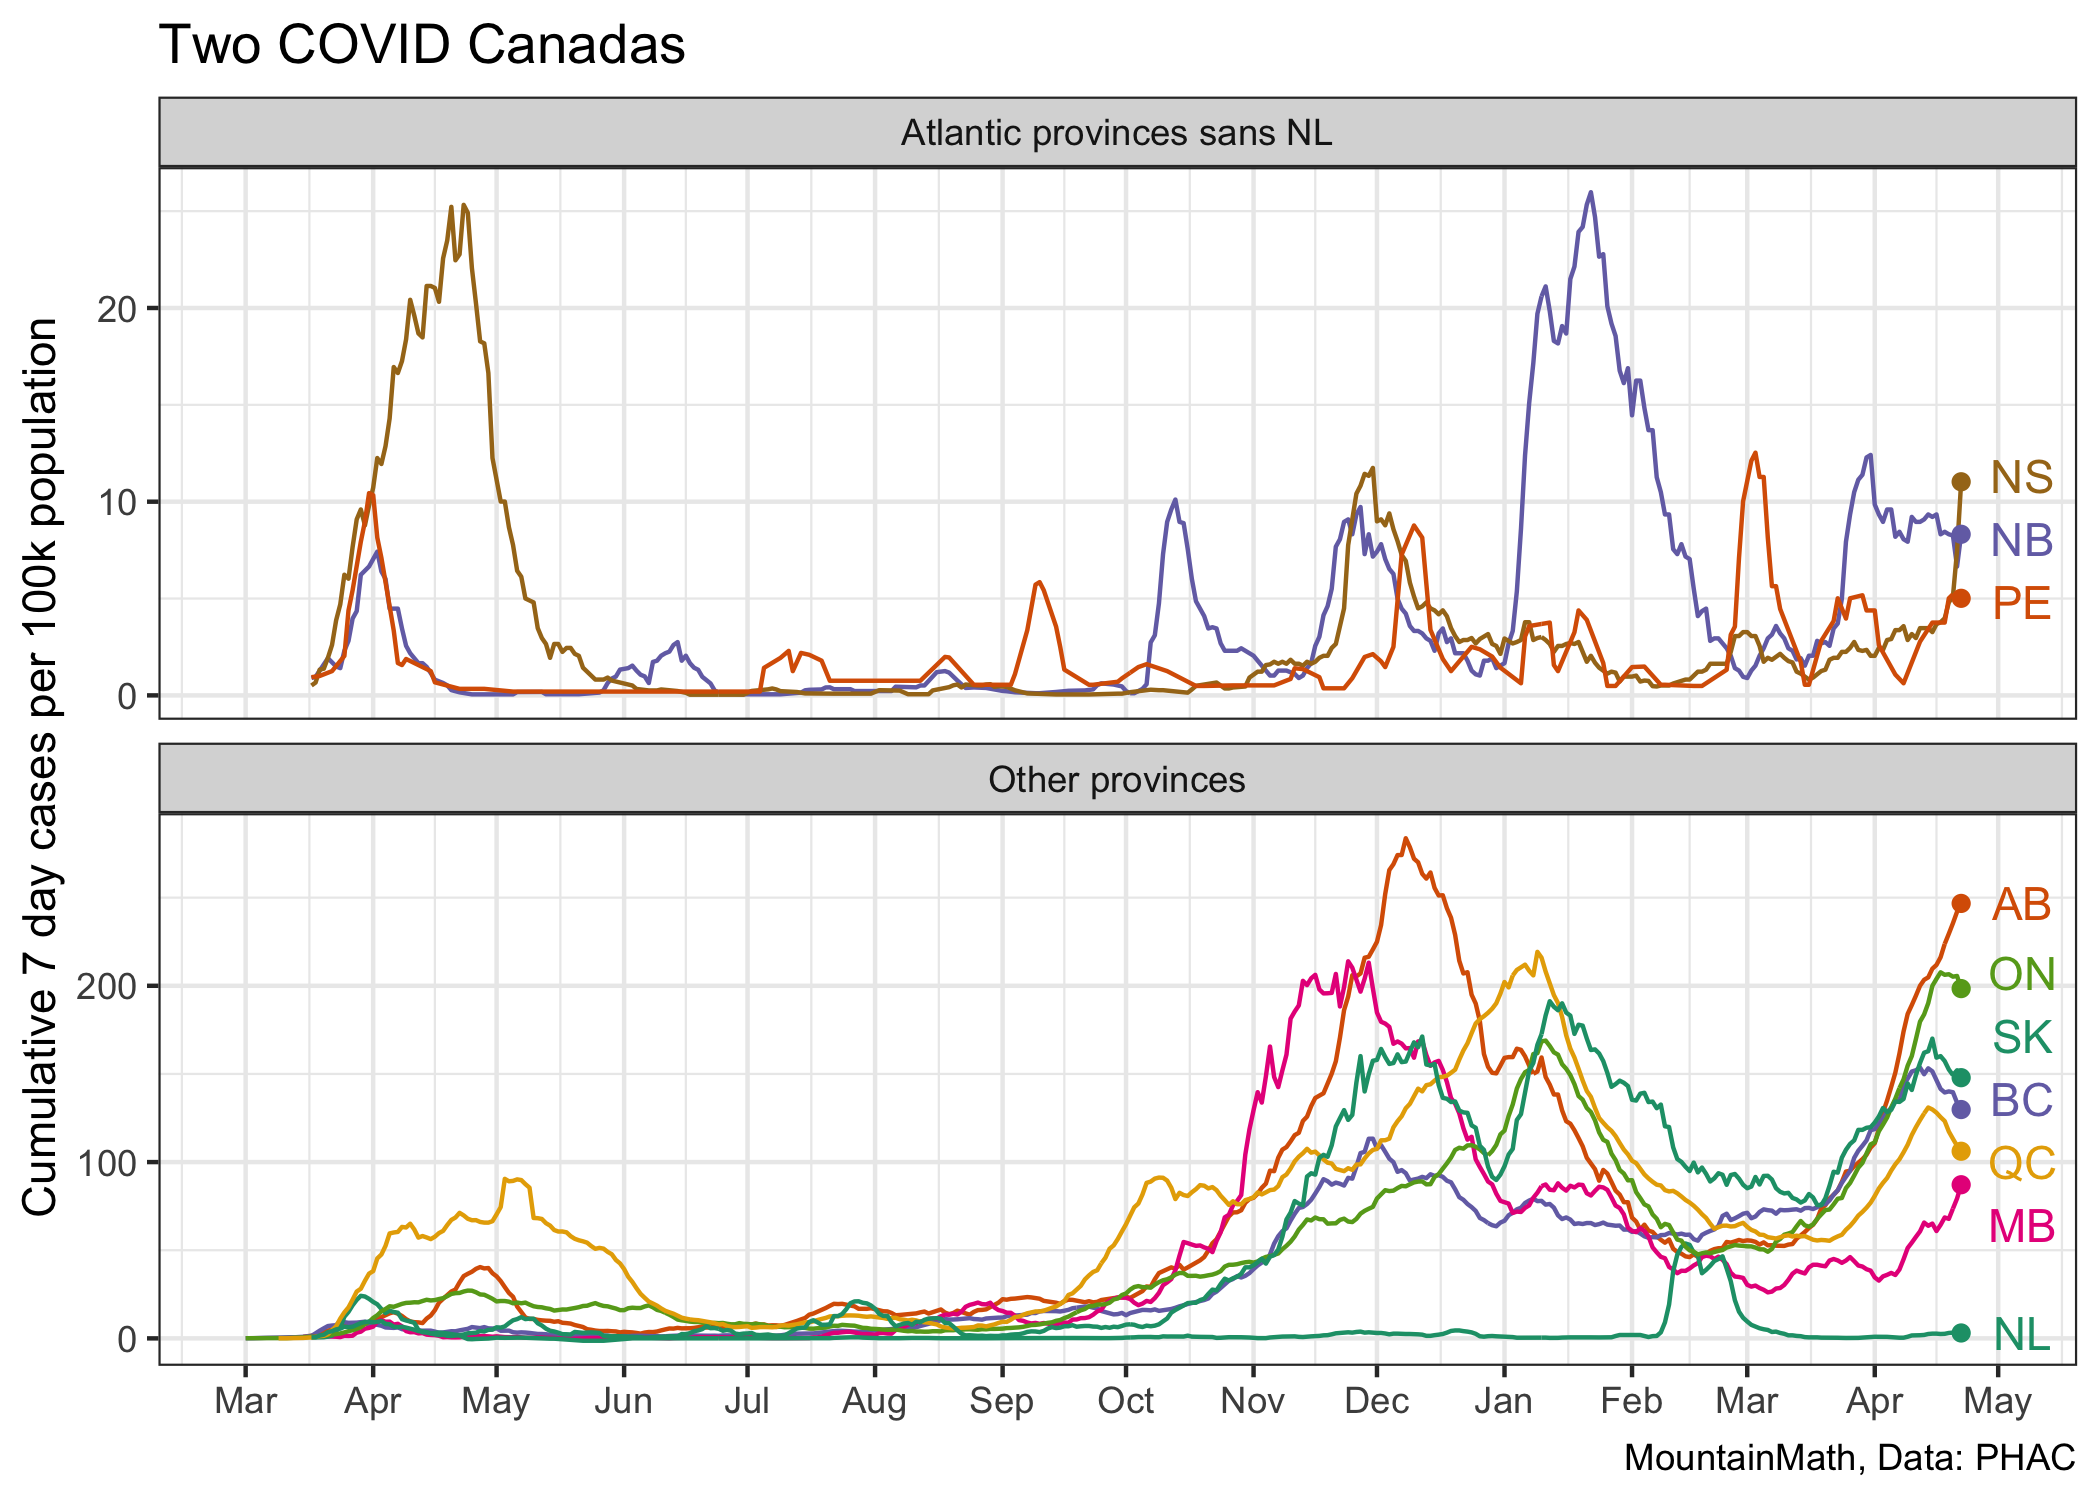 Two COVID Canadas
Atlantic provinces sans NL
Cumulative 7 day cases per 100k population
20
10
0
NS
NB
PE
Other provinces
200
100
0
AB
ON
SK
BC
QC
MB
NL
Mar Apr May Jun Jul Aug Sep Oct Nov Dec Jan Feb Mar Apr May
MountainMath, Data: PHAC